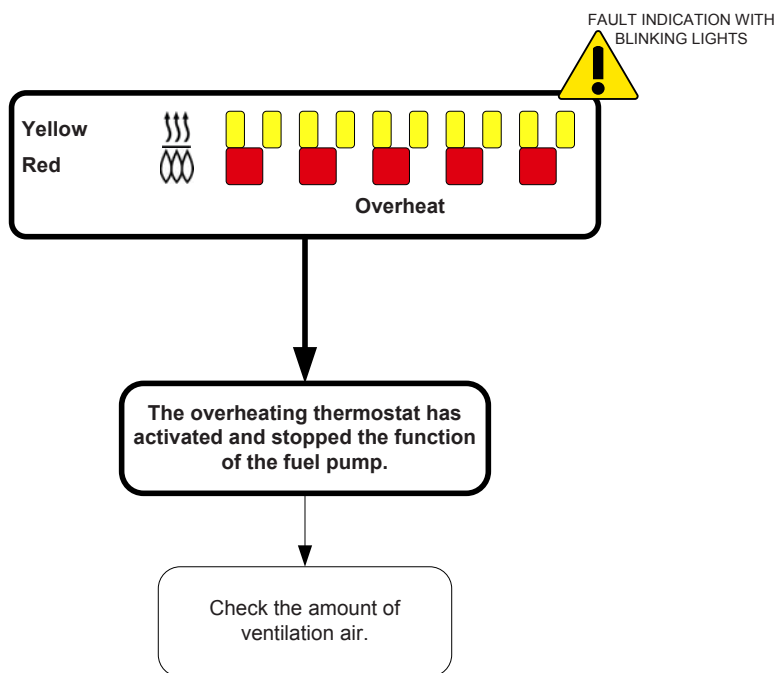 FAULT INDICATION WITH
BLINKING LIGHTS
Yellow
Red
Overheat
The overheating thermostat has
activated and stopped the function
of the fuel pump.
Check the amount of
ventilation air.